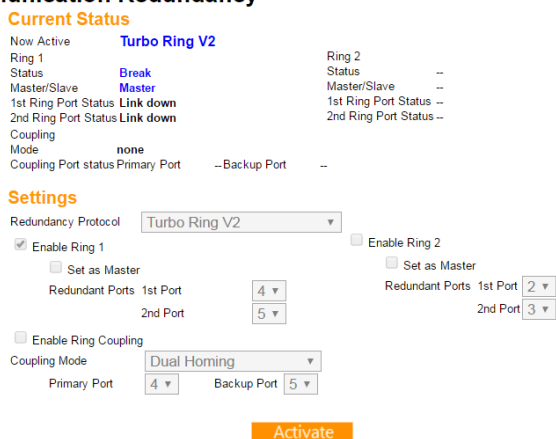 Current Status
Now Active Turbo Ring V2
Ring 1 Ring 2
Status Break Status --
Master/Slave Master Master/Slave --
1st Ring Port Status Link down 1st Ring Port Status --
2nd Ring Port Status Link down 2nd Ring Port Status --
Coupling
Mode none
Coupling Port status Primary Port -- Backup Port --
Settings
Redundancy Protocol Turbo Ring V2
Enable Ring 1 Enable Ring 2
Set as Master Set as Master
Redundant Ports 1st Port 4 Redundant Ports 1st Port 2
2nd Port 5 2nd Port 3
Enable Ring Coupling
Coupling Mode Dual Homing
Primary Port 4 Backup Port 5
Activate